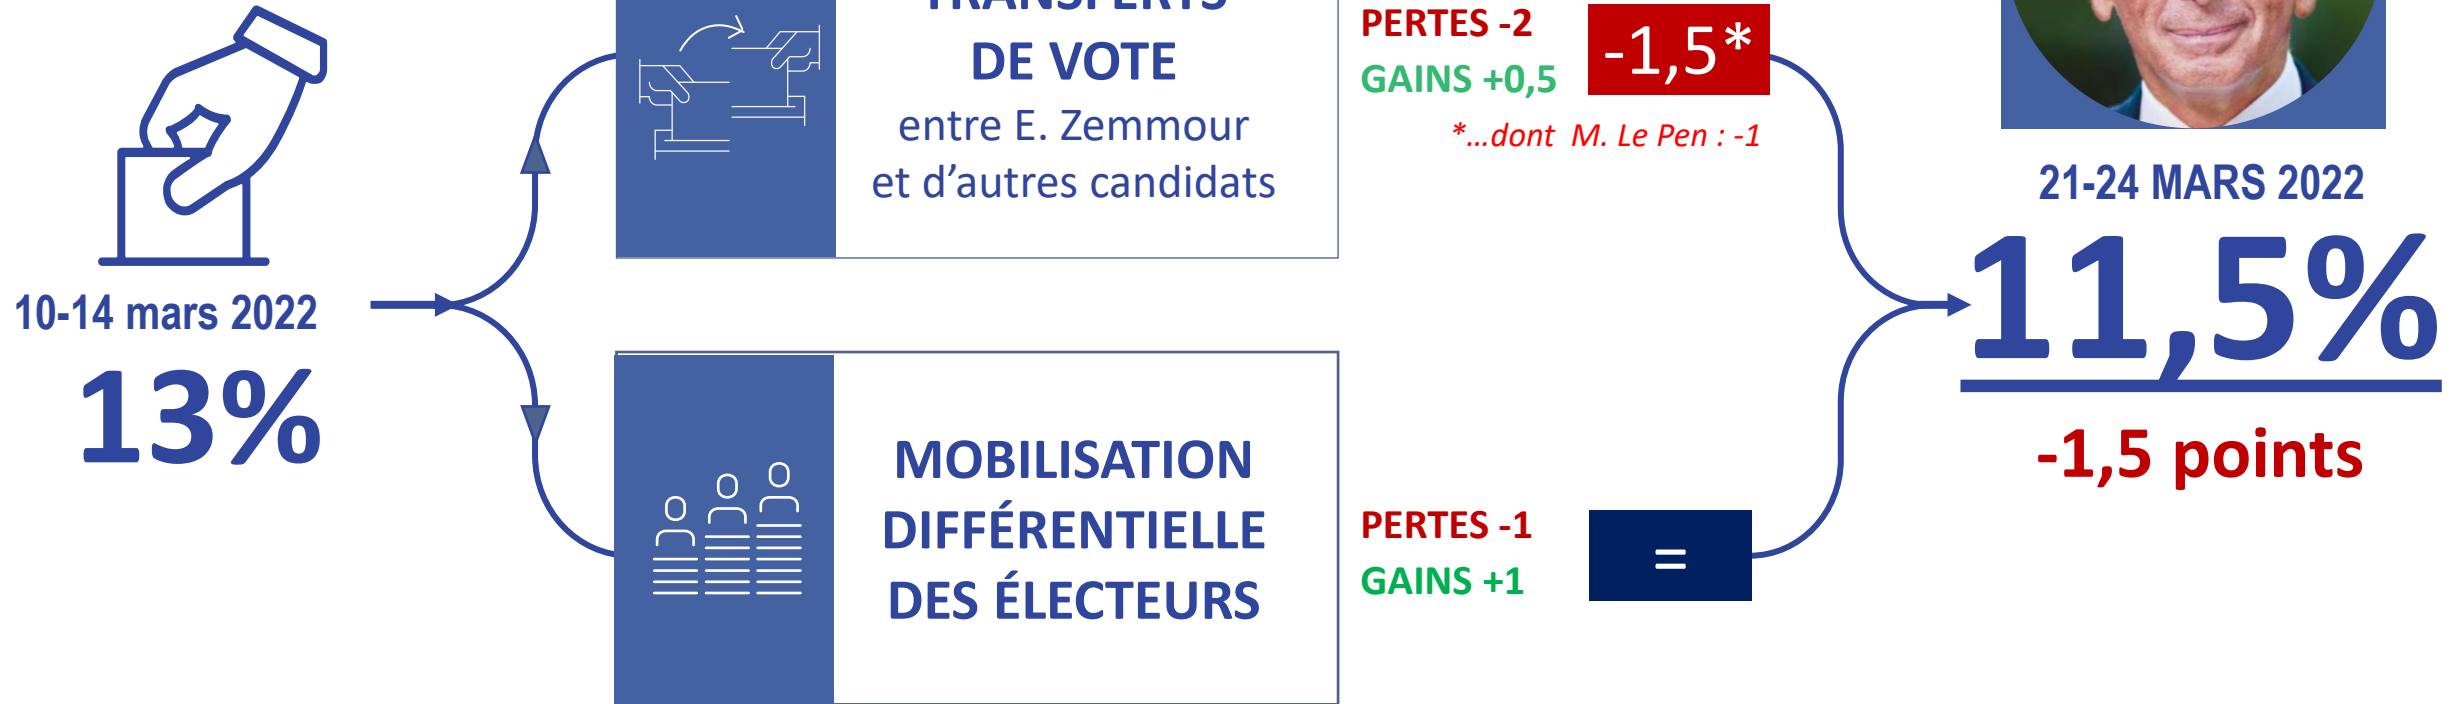 TRANSFERTS
DE VOTE
entre E. Zemmour
et d'autres candidats
PERTES -2
GAINS +0,5
-1,5*
*...dont M. Le Pen : -1
10-14 mars 2022
13%
MOBILISATION
DIFFÉRENTIELLE
DES ÉLECTEURS
PERTES -1
GAINS +1
=
21-24 MARS 2022
11,5%
-1,5 points